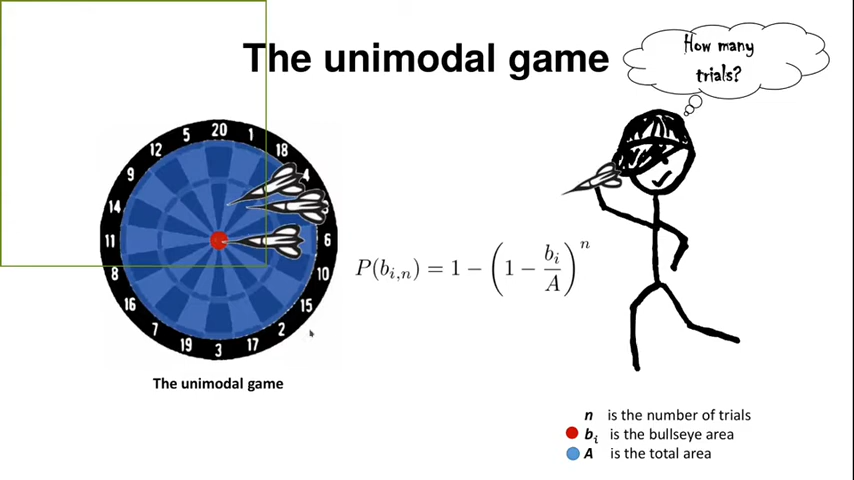 The unimodal game
How many
trials?
20
1
18
4
6
10
15
2
17
3
19
7
16
8
11
14
9
12
5
P(b_{i,n}) = 1 − (1 − b_i/A)^n
The unimodal game
n is the number of trials
b_i is the bullseye area
A is the total area